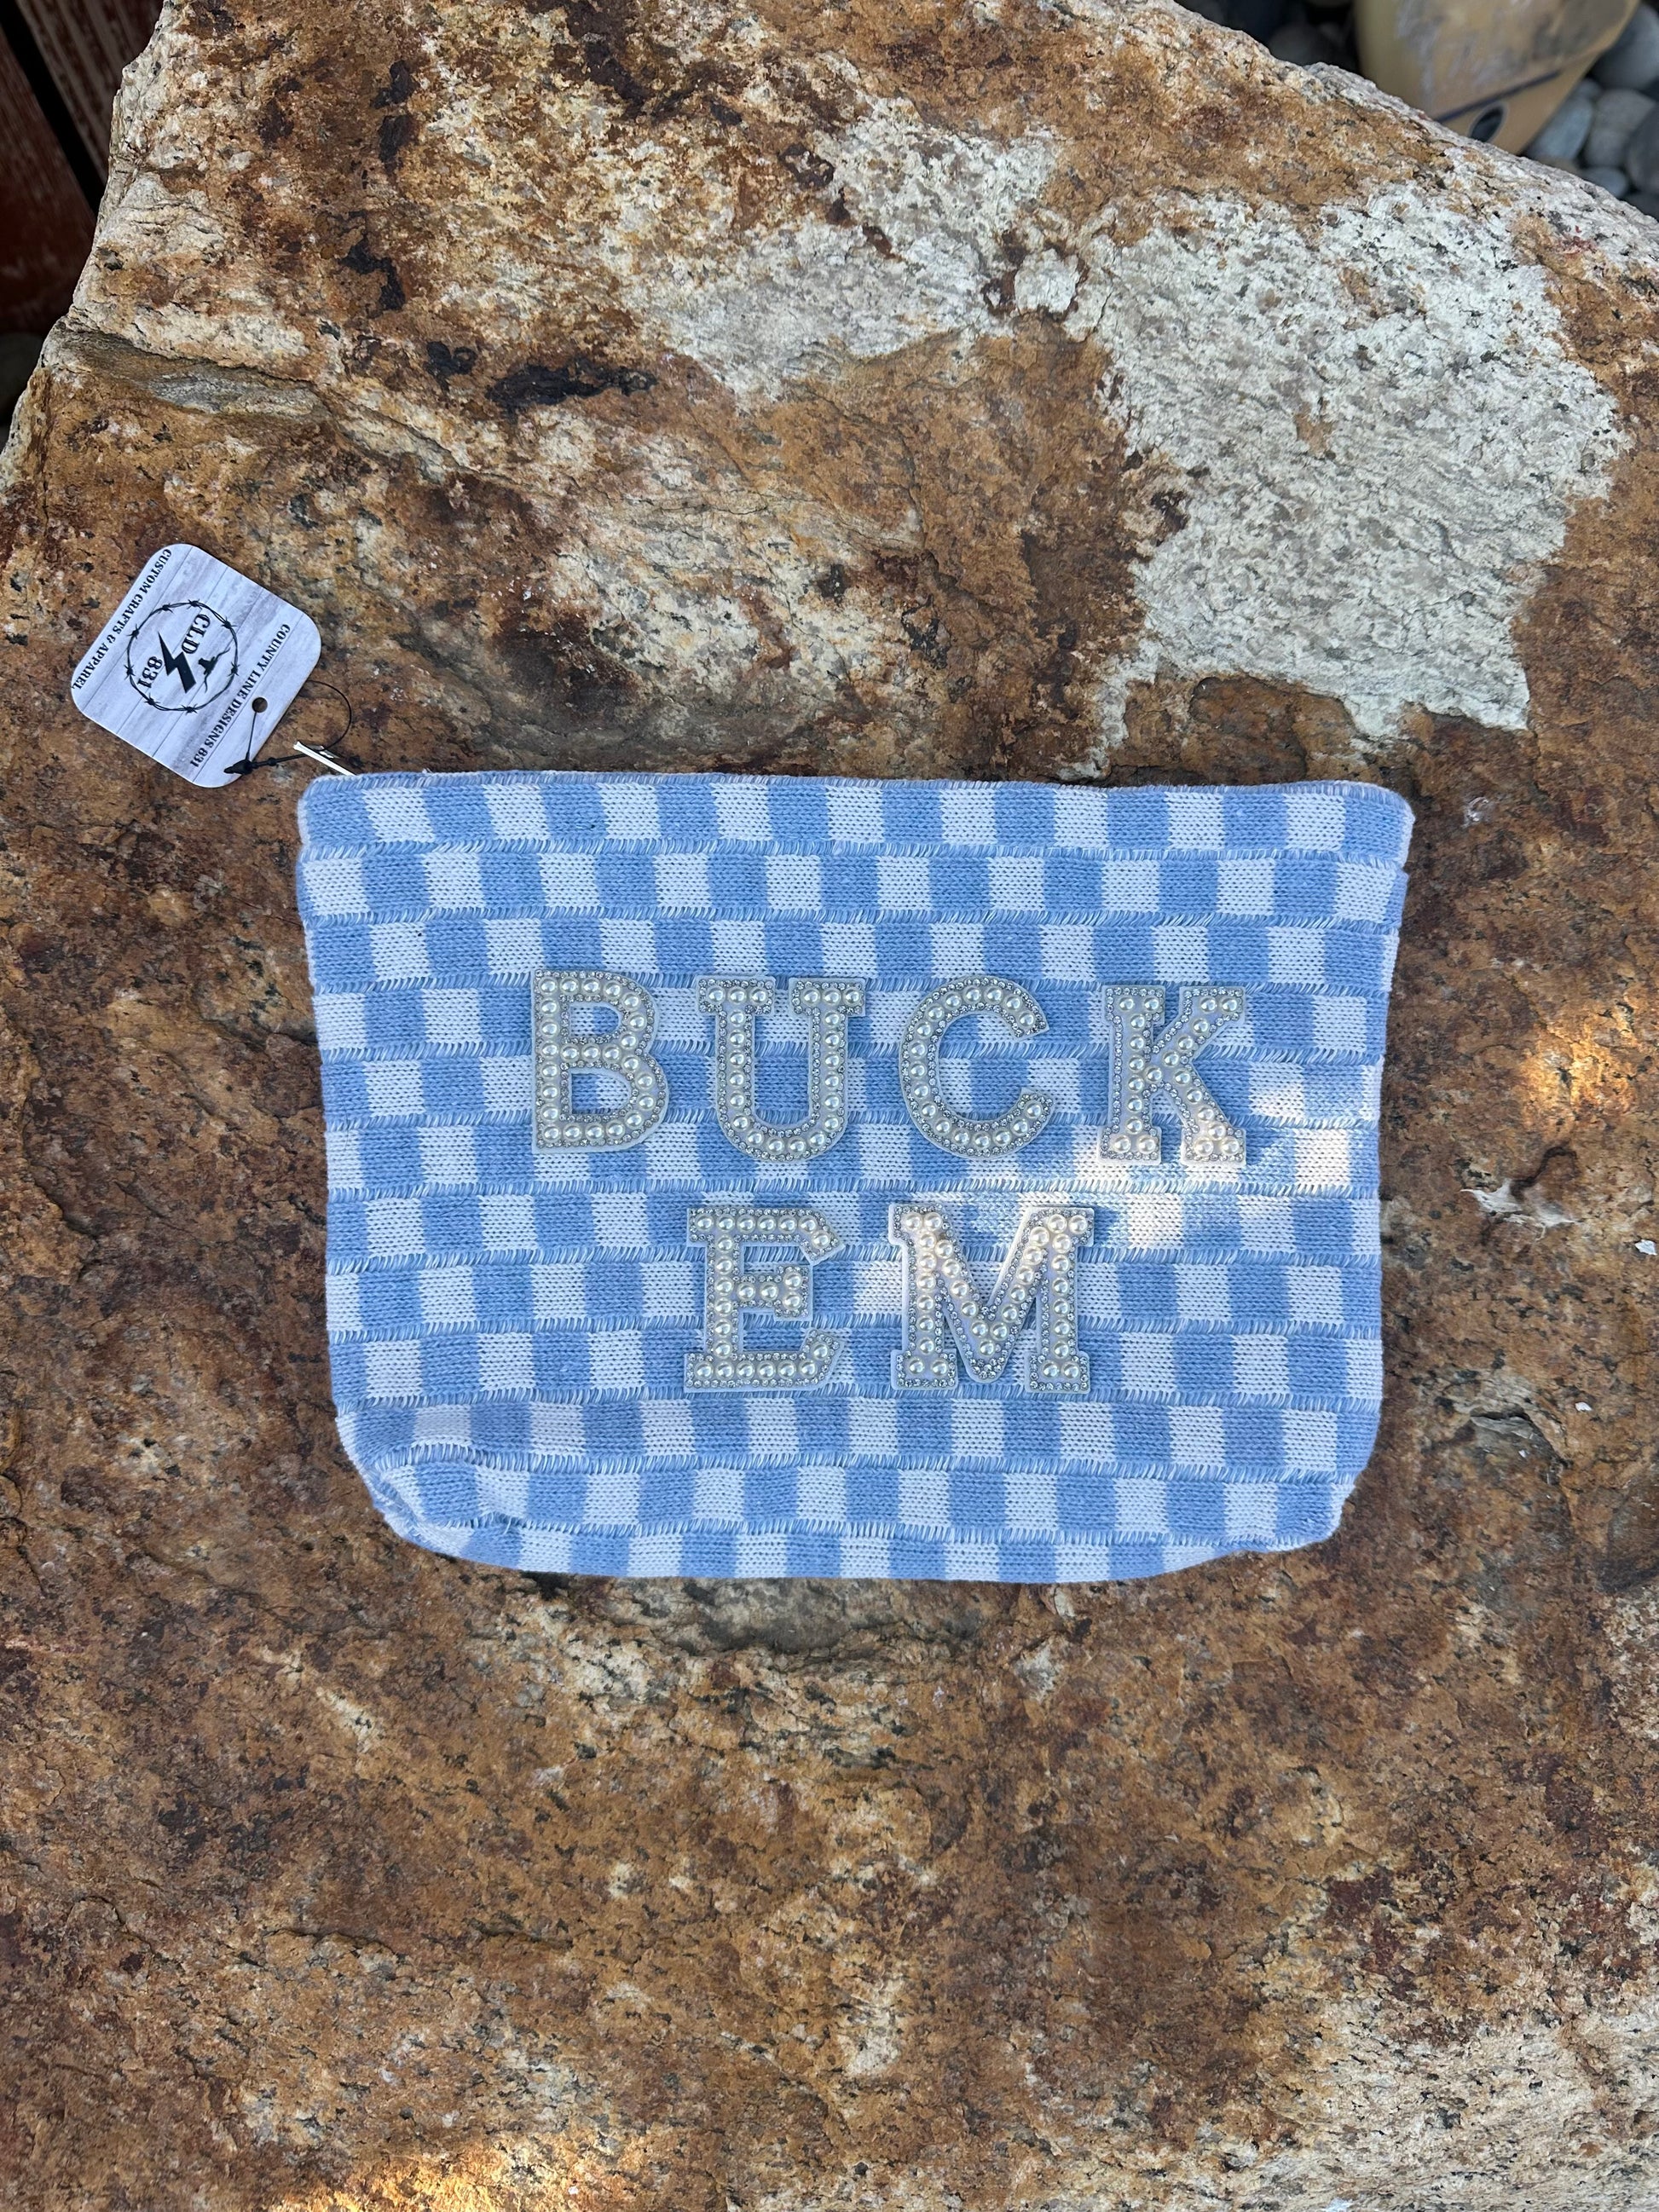 COUNTY LINE DESIGNS 831
CLD
831
CUSTOM CRAFTS & APPAREL
BUCK
EM